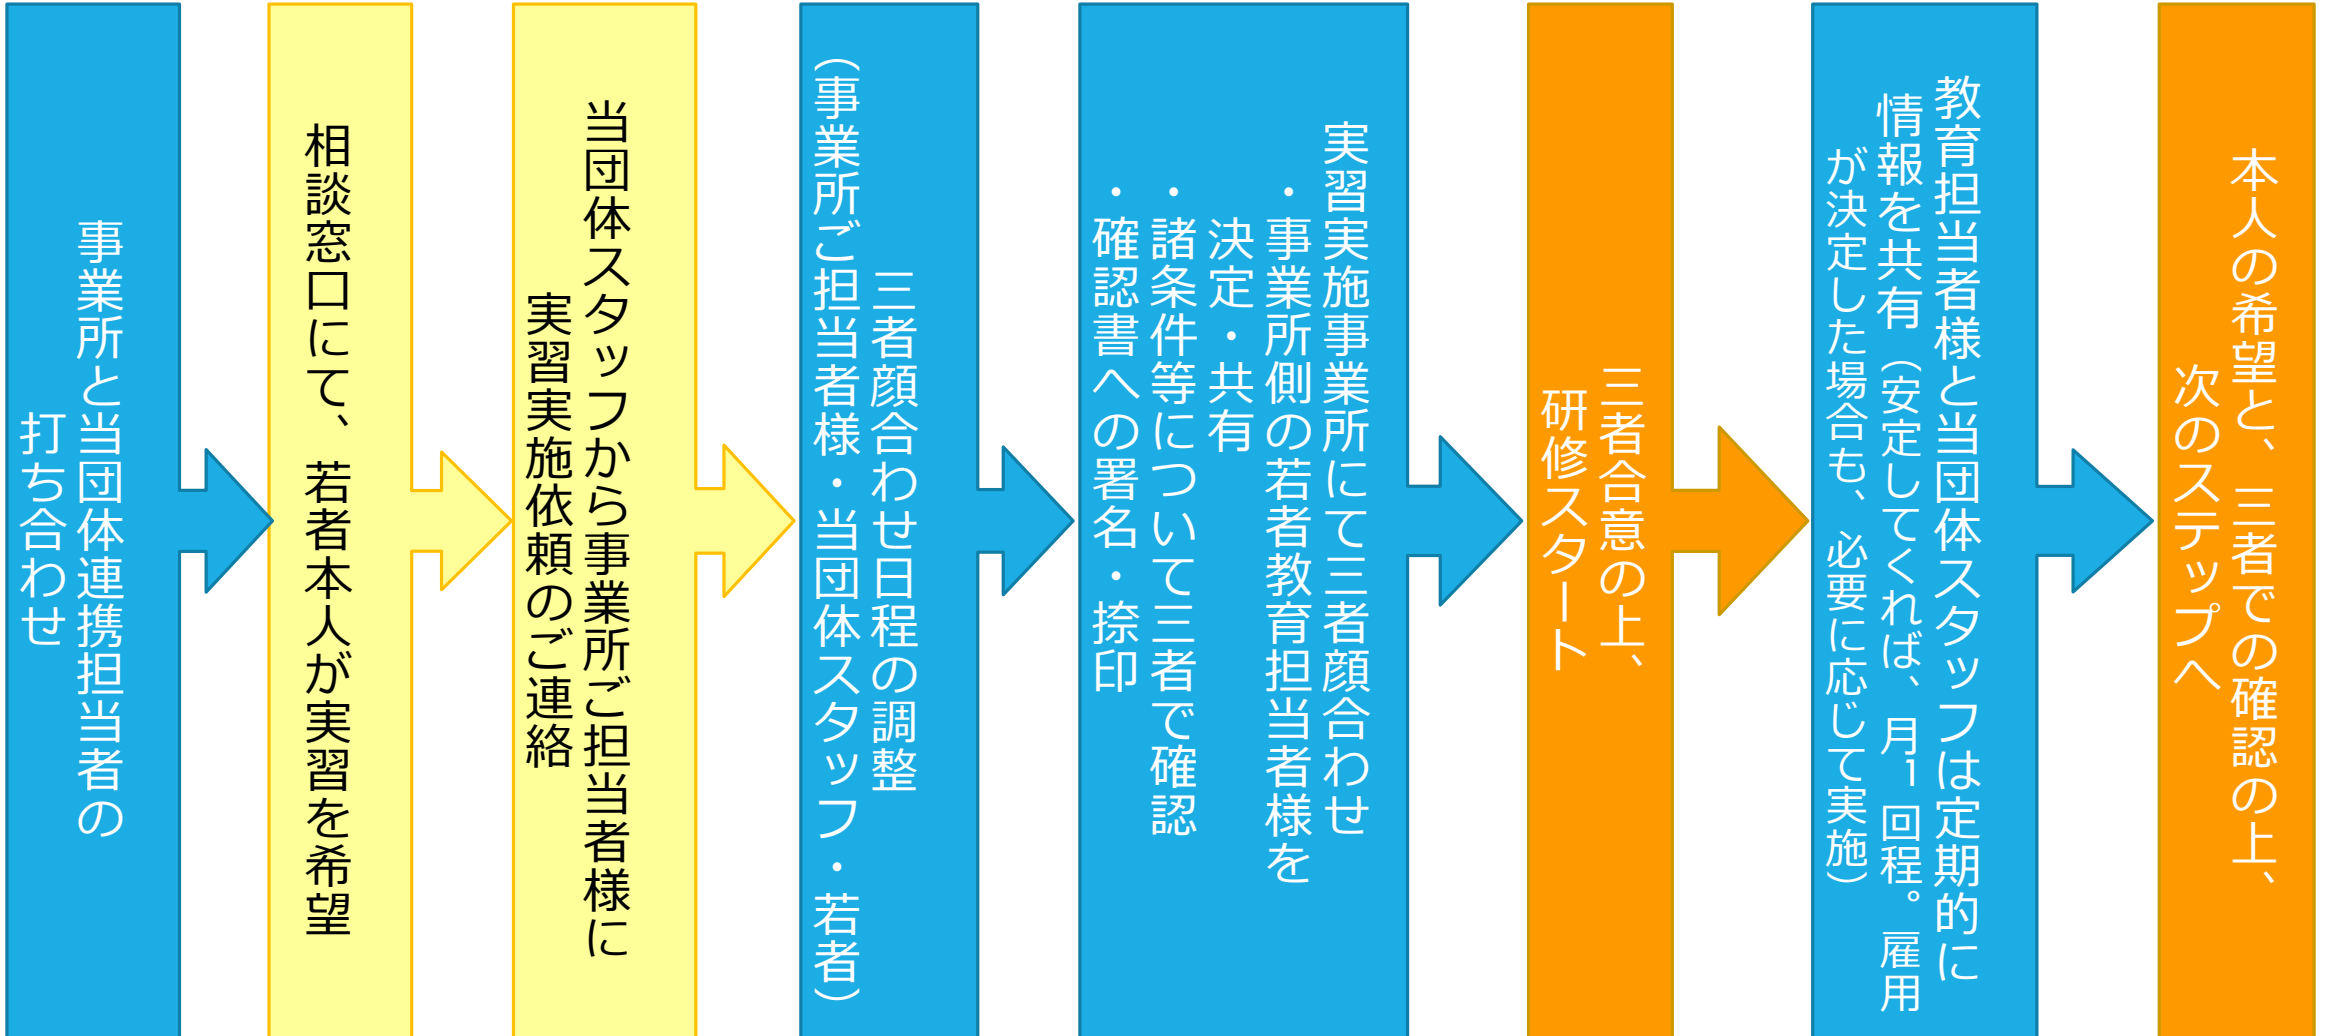 事業所と当団体連携担当者の
打ち合わせ
相談窓口にて、若者本人が実習を希望
当団体スタッフから事業所ご担当者様に
実習実施依頼のご連絡
三者顔合わせ日程の調整
（事業所ご担当者様・当団体スタッフ・若者）
実習実施事業所にて三者顔合わせ
・事業所側の若者教育担当者様を
決定・共有
・諸条件等について三者で確認
・確認書への署名・捺印
三者合意の上、
研修スタート
教育担当者様と当団体スタッフは定期的に
情報を共有（安定してくれば、月1回程。雇用
が決定した場合も、必要に応じて実施）
本人の希望と、三者での確認の上、
次のステップへ